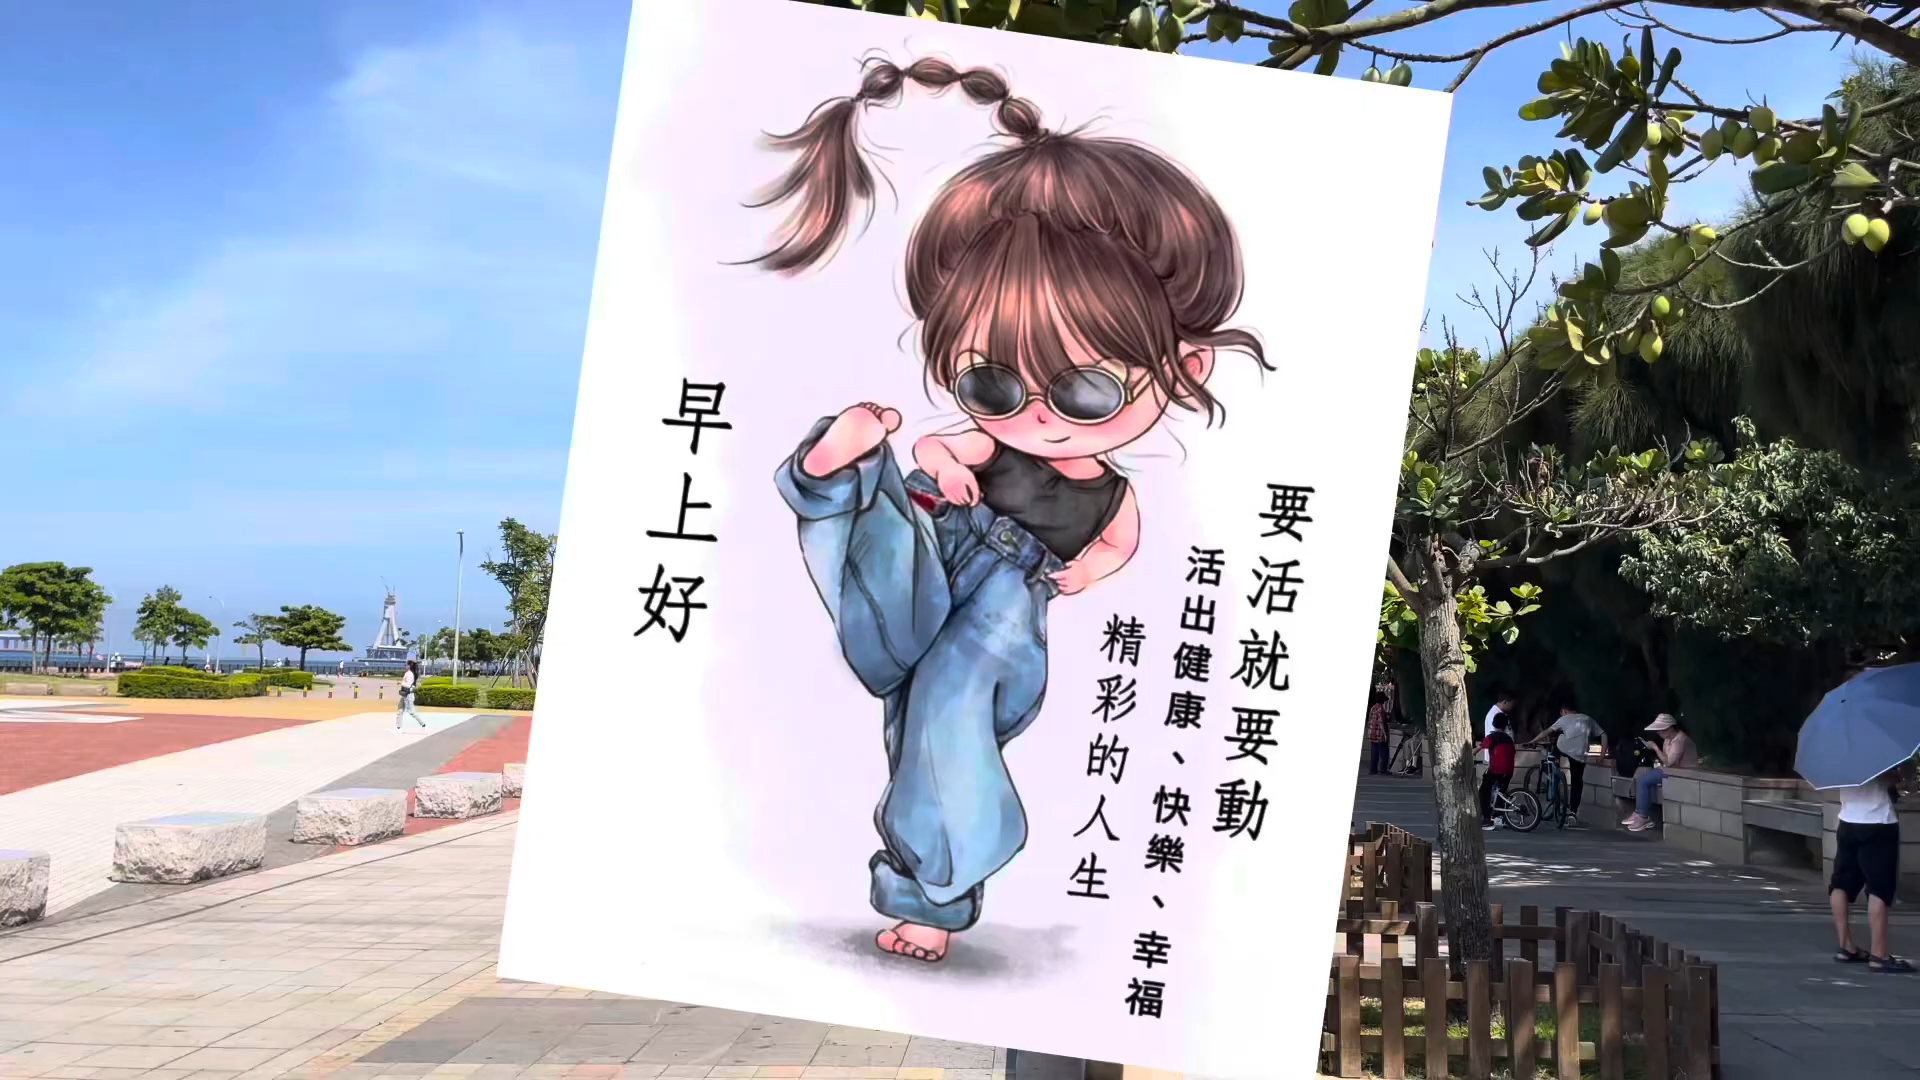 早上好
要活就要動
活出健康、快樂、幸福
精彩的人生